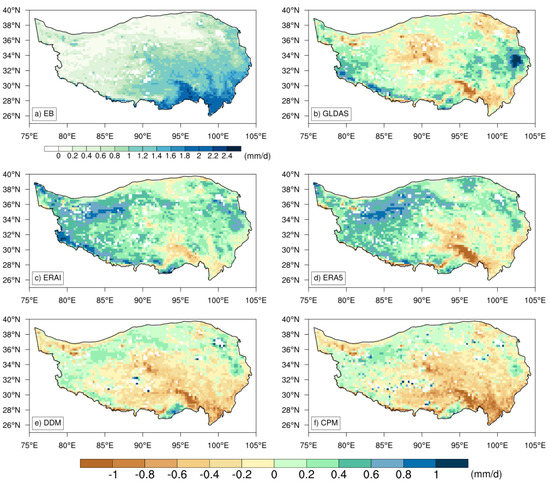 40°N 40°N
38°N 38°N
36°N 36°N
34°N 34°N
32°N 32°N
30°N 30°N
28°N 28°N
26°N 26°N
a) EB b) GLDAS
75°E 80°E 85°E 90°E 95°E 100°E 105°E 75°E 80°E 85°E 90°E 95°E 100°E 105°E
0 0.2 0.4 0.6 0.8 1 1.2 1.4 1.6 1.8 2 2.2 2.4 (mm/d)
40°N 40°N
38°N 38°N
36°N 36°N
34°N 34°N
32°N 32°N
30°N 30°N
28°N 28°N
26°N 26°N
c) ERAI d) ERA5
75°E 80°E 85°E 90°E 95°E 100°E 105°E 75°E 80°E 85°E 90°E 95°E 100°E 105°E
40°N 40°N
38°N 38°N
36°N 36°N
34°N 34°N
32°N 32°N
30°N 30°N
28°N 28°N
26°N 26°N
e) DDM f) CPM
75°E 80°E 85°E 90°E 95°E 100°E 105°E 75°E 80°E 85°E 90°E 95°E 100°E 105°E
-1 -0.8 -0.6 -0.4 -0.2 0 0.2 0.4 0.6 0.8 1 (mm/d)